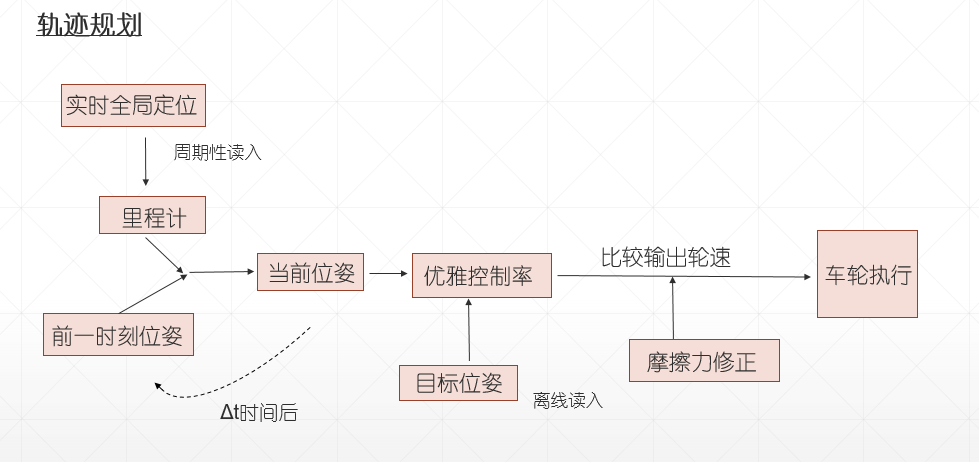 轨迹规划
实时全局定位
周期性读入
里程计
前一时刻位姿
当前位姿
Δt时间后
优雅控制率
目标位姿
离线读入
比较输出轮速
摩擦力修正
车轮执行